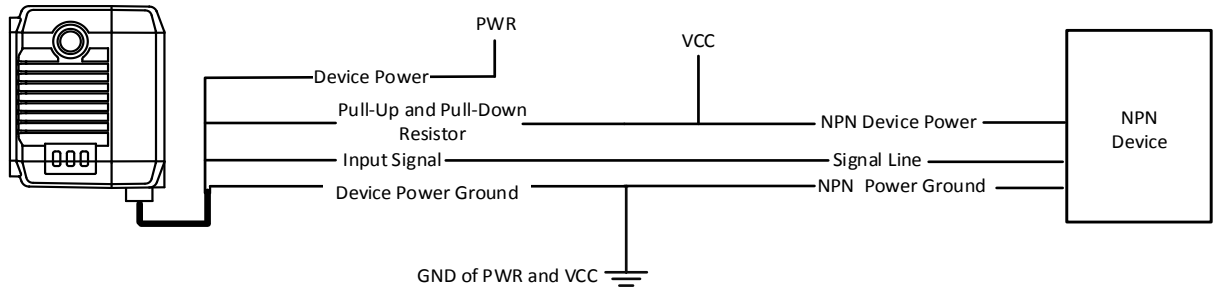 PWR
VCC
Device Power
Pull-Up and Pull-Down
Resistor
NPN Device Power
NPN
Device
Input Signal
Signal Line
Device Power Ground
NPN Power Ground
GND of PWR and VCC